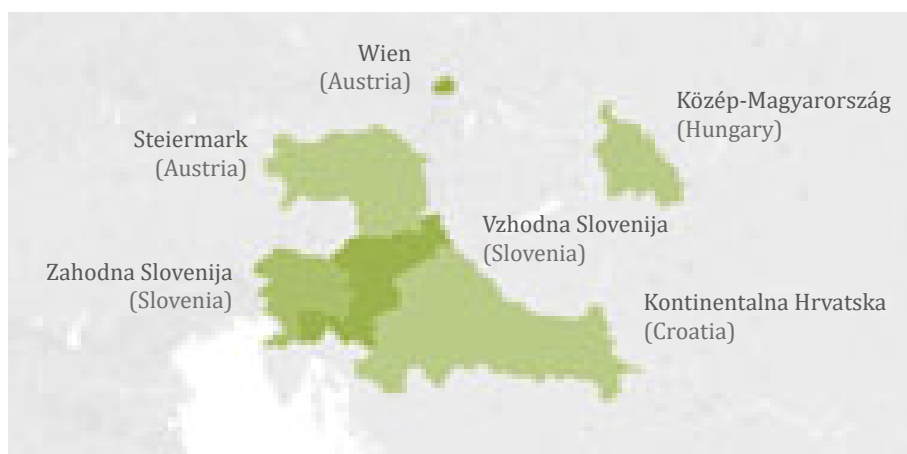 Wien
(Austria)
Közép-Magyarország
(Hungary)
Steiermark
(Austria)
Vzhodna Slovenija
(Slovenia)
Zahodna Slovenija
(Slovenia)
Kontinentalna Hrvatska
(Croatia)